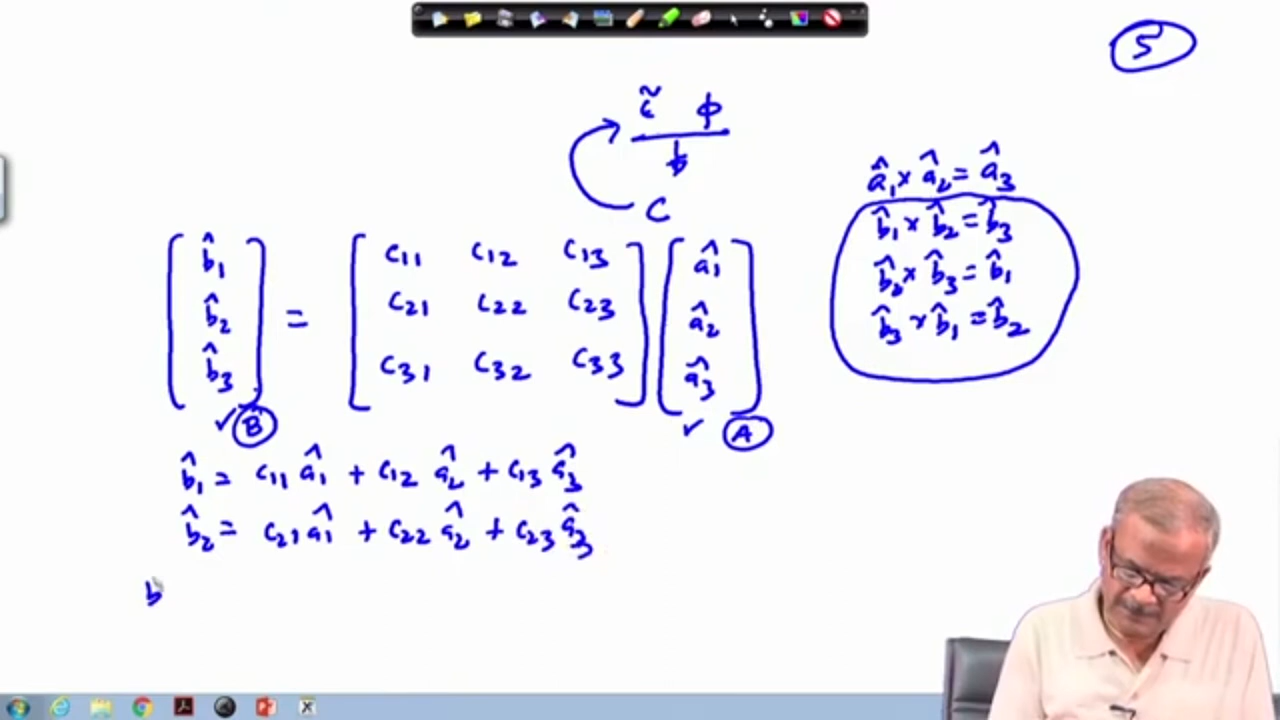 5
c̃ ϕ
b
C
â₁ × â₂ = â₃
b̂₁ × b̂₂ = b̂₃
b̂₂ × b̂₃ = b̂₁
b̂₃ × b̂₁ = b̂₂
[b̂₁ b̂₂ b̂₃] = [c11 c12 c13
c21 c22 c23
c31 c32 c33] [â₁ â₂ â₃]
✓ B ✓ A
b̂₁ = c11 â₁ + c12 â₂ + c13 â₃
b̂₂ = c21 â₁ + c22 â₂ + c23 â₃
b